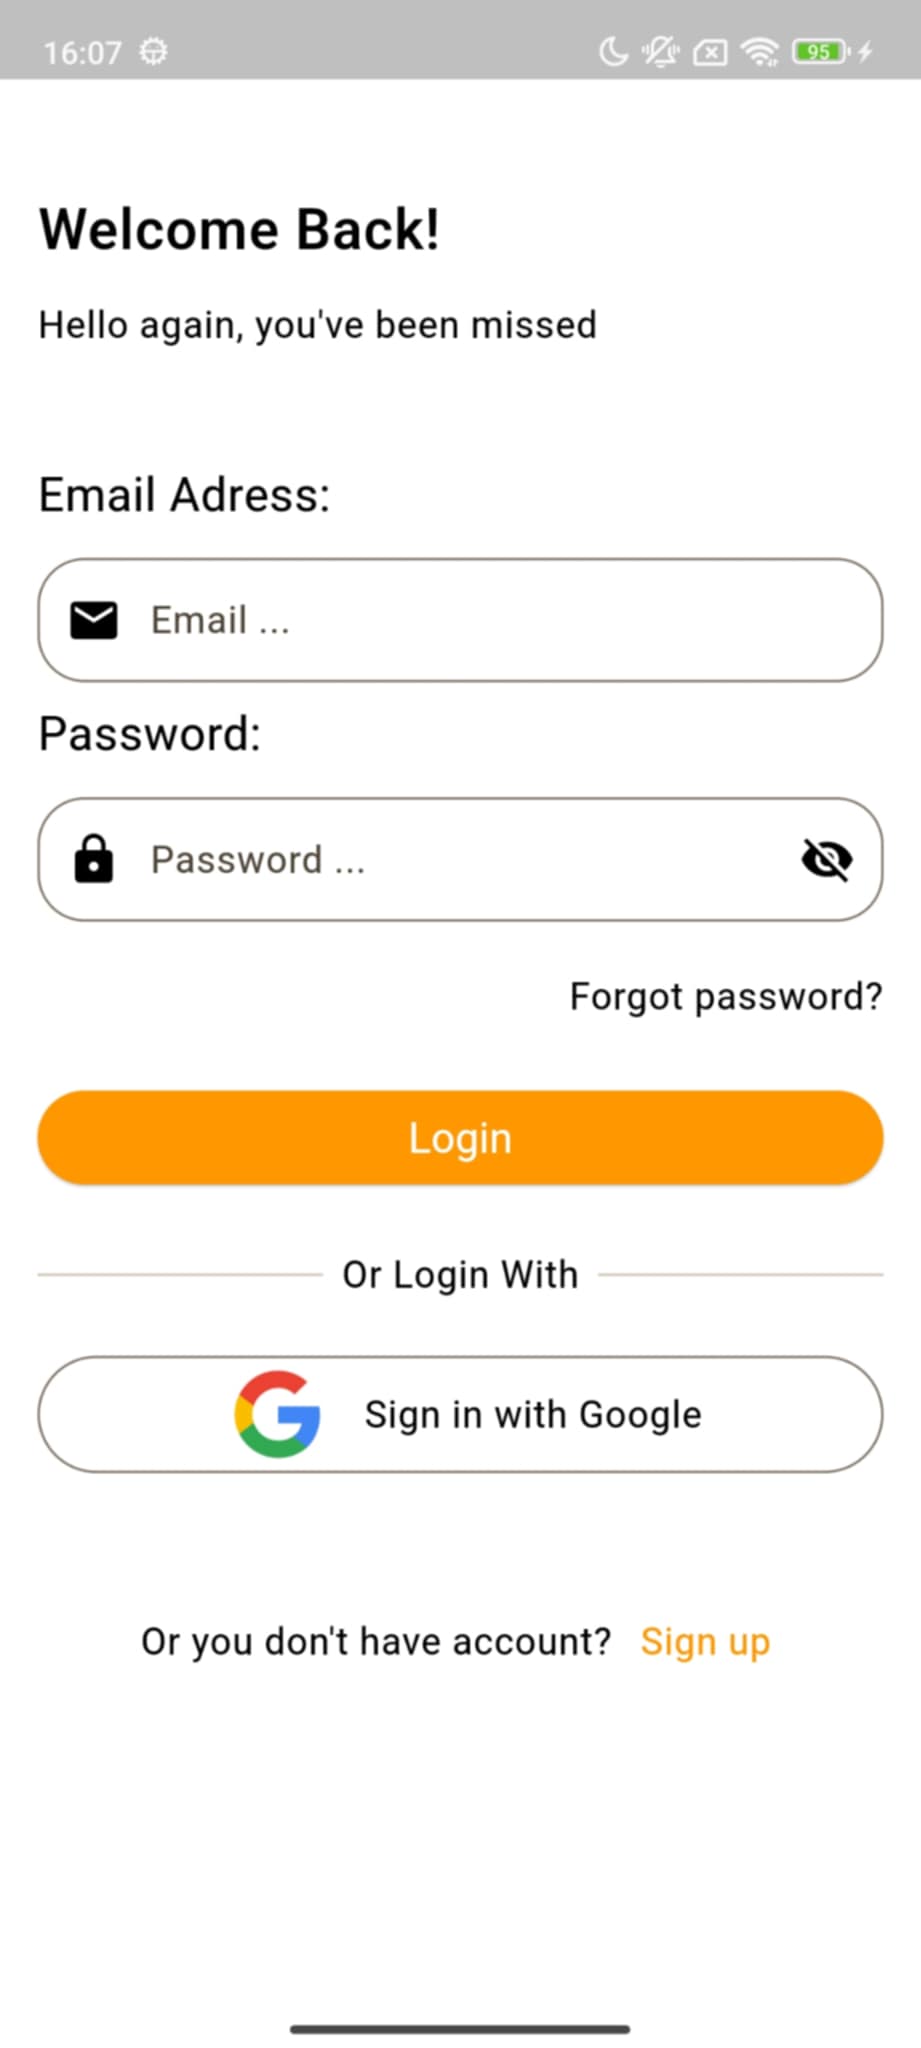 16:07
95
Welcome Back!
Hello again, you've been missed
Email Adress:
Email ...
Password:
Password ...
Forgot password?
Login
Or Login With
Sign in with Google
Or you don't have account? Sign up